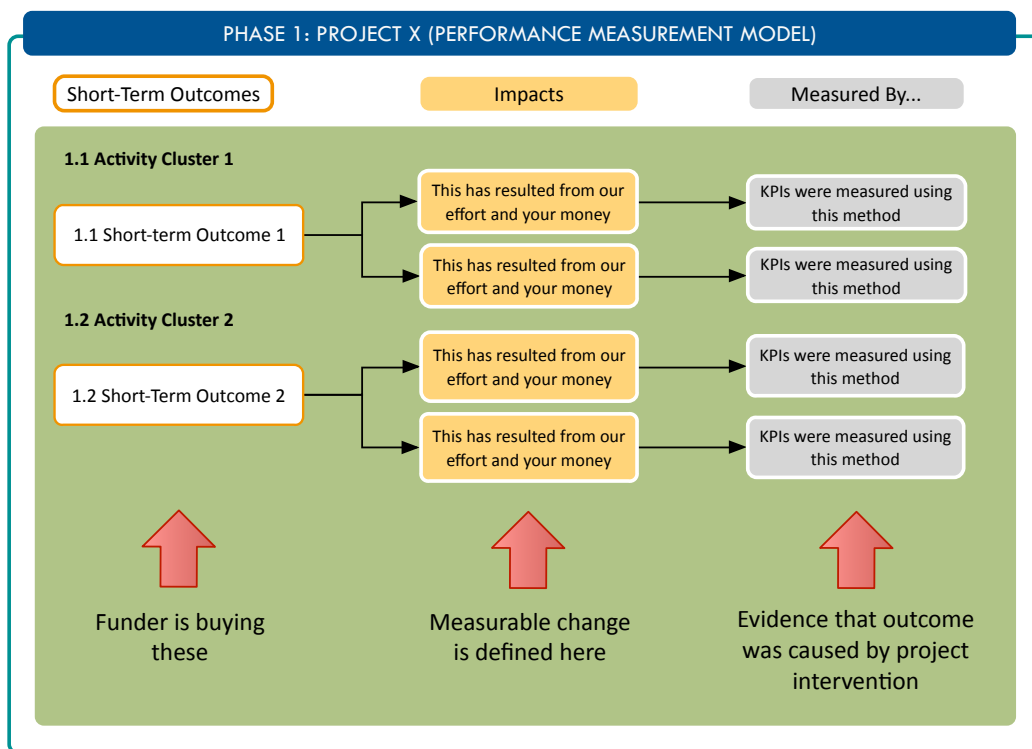 PHASE 1: PROJECT X (PERFORMANCE MEASUREMENT MODEL)
Short-Term Outcomes
Impacts
Measured By...
1.1 Activity Cluster 1
1.1 Short-term Outcome 1
This has resulted from our
effort and your money
KPIs were measured using
this method
This has resulted from our
effort and your money
KPIs were measured using
this method
1.2 Activity Cluster 2
1.2 Short-Term Outcome 2
This has resulted from our
effort and your money
KPIs were measured using
this method
This has resulted from our
effort and your money
KPIs were measured using
this method
Funder is buying
these
Measurable change
is defined here
Evidence that outcome
was caused by project
intervention